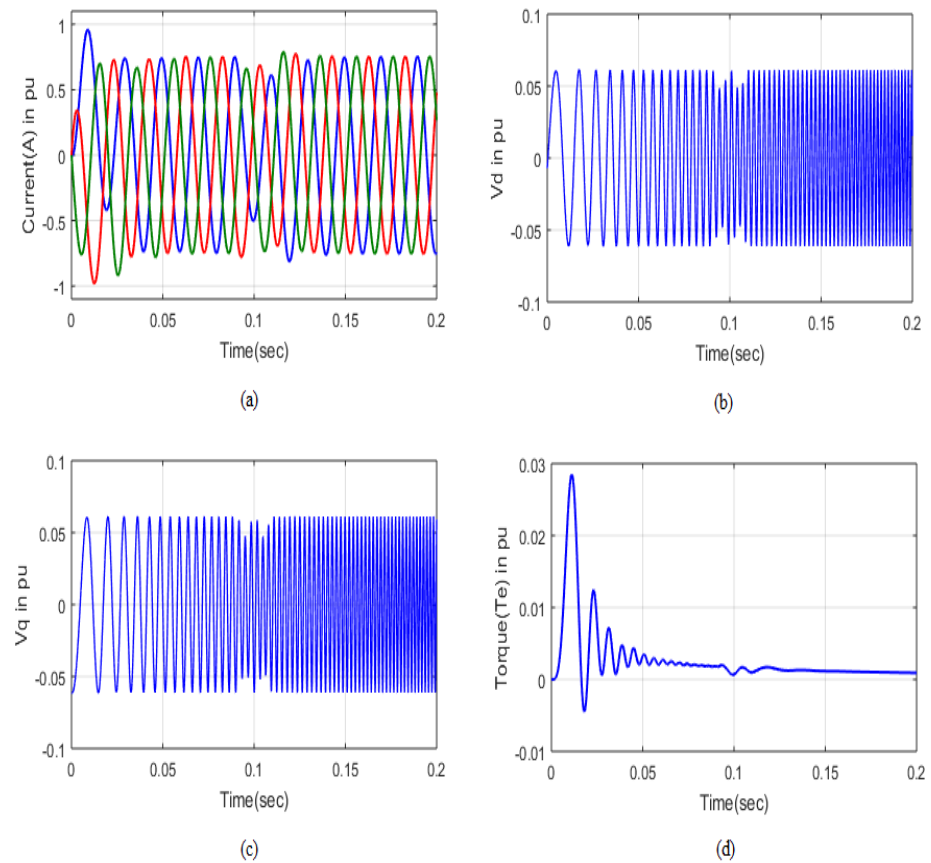 1
0.5
0
-0.5
-1
Current(A) in pu
0 0.05 0.1 0.15 0.2
Time(sec)
(a)
0.1
0.05
0
-0.05
-0.1
Vd in pu
0 0.05 0.1 0.15 0.2
Time(sec)
(b)
0.1
0.05
0
-0.05
-0.1
Vq in pu
0 0.05 0.1 0.15 0.2
Time(sec)
(c)
0.03
0.02
0.01
0
-0.01
Torque(Te) in pu
0 0.05 0.1 0.15 0.2
Time(sec)
(d)